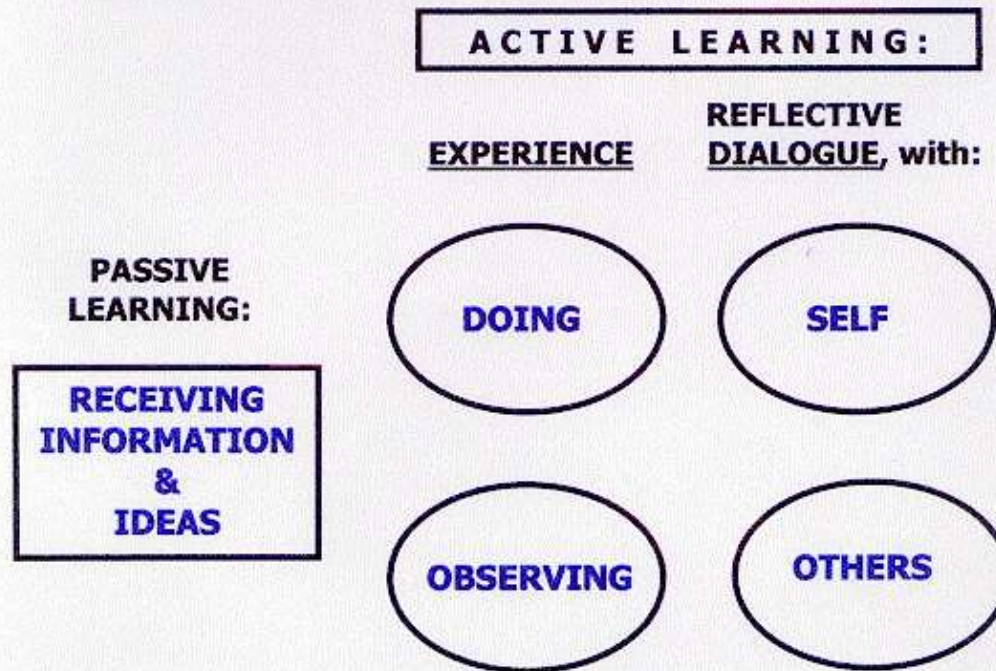 ACTIVE LEARNING:
EXPERIENCE
REFLECTIVE
DIALOGUE, with:
PASSIVE
LEARNING:
RECEIVING
INFORMATION
&
IDEAS
DOING
SELF
OBSERVING
OTHERS